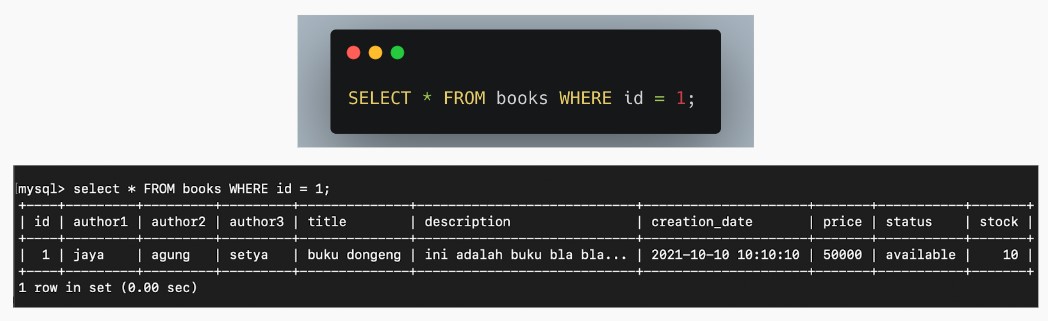 SELECT * FROM books WHERE id = 1;
mysql> select * FROM books WHERE id = 1;
| id | author1 | author2 | author3 | title | description | creation_date | price | status | stock |
| 1 | jaya | agung | setya | buku dongeng | ini adalah buku bla bla... | 2021-10-10 10:10:10 | 50000 | available | 10 |
1 row in set (0.00 sec)